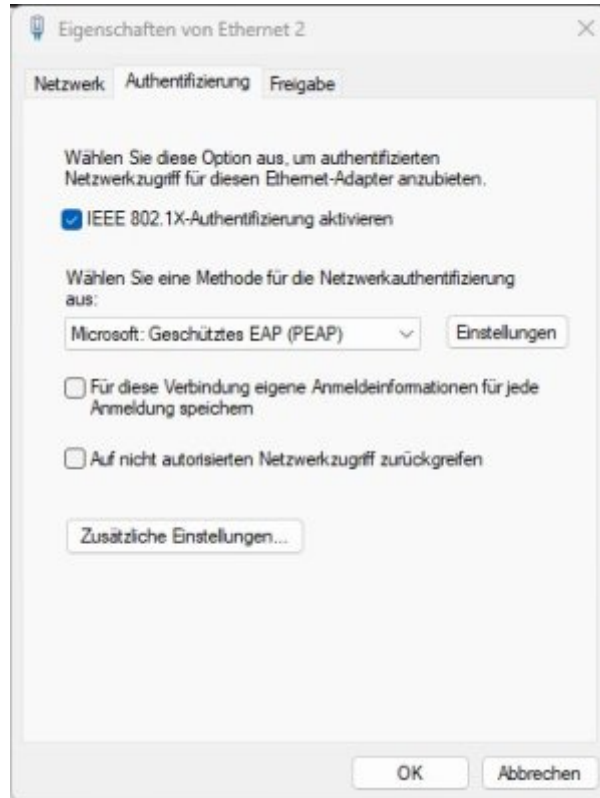 Eigenschaften von Ethernet 2
Netzwerk Authentifizierung Freigabe
Wählen Sie diese Option aus, um authentifizierten
Netzwerkzugriff für diesen Ethernet-Adapter anzubieten.
IEEE 802.1X-Authentifizierung aktivieren
Wählen Sie eine Methode für die Netzwerkauthentifizierung
aus:
Microsoft: Geschütztes EAP (PEAP) Einstellungen
Für diese Verbindung eigene Anmeldeinformationen für jede
Anmeldung speichern
Auf nicht autorisierten Netzwerkzugriff zurückgreifen
Zusätzliche Einstellungen...
OK Abbrechen